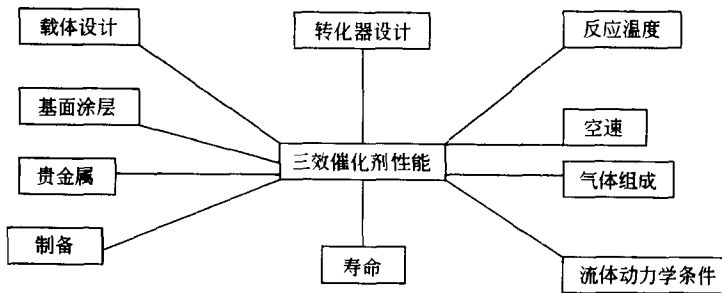 载体设计
转化器设计
反应温度
基面涂层
空速
三效催化剂性能
贵金属
气体组成
制备
寿命
流体动力学条件